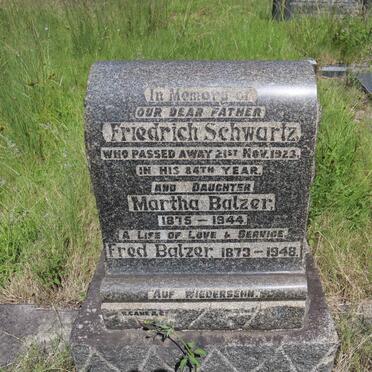 In Memory of
OUR DEAR FATHER
Friedrich Schwartz
WHO PASSED AWAY 21ST NOV. 1923.
IN HIS 84TH YEAR.
AND DAUGHTER
Martha Balzer.
1875 – 1944.
A LIFE OF LOVE & SERVICE.
Fred Balzer. 1873 – 1948.
AUF WIEDERSEHN.